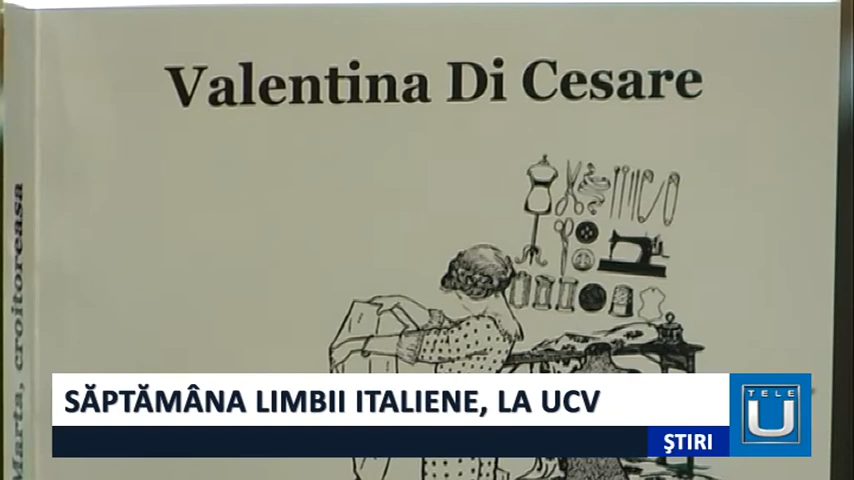 Valentina Di Cesare
Marta, croitoreasa
SĂPTĂMÂNA LIMBII ITALIENE, LA UCV
ŞTIRI
TELE
U